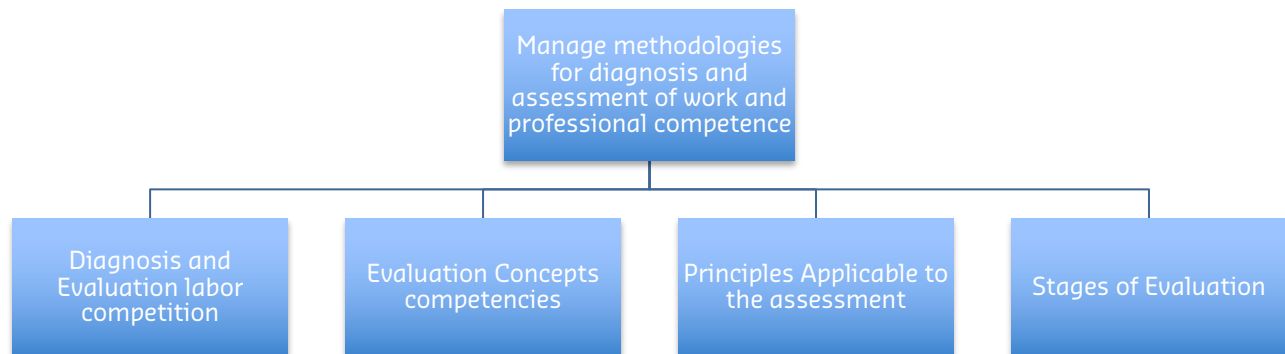 Manage methodologies
for diagnosis and
assessment of work and
professional competence
Diagnosis and
Evaluation labor
competition
Evaluation Concepts
competencies
Principles Applicable to
the assessment
Stages of Evaluation